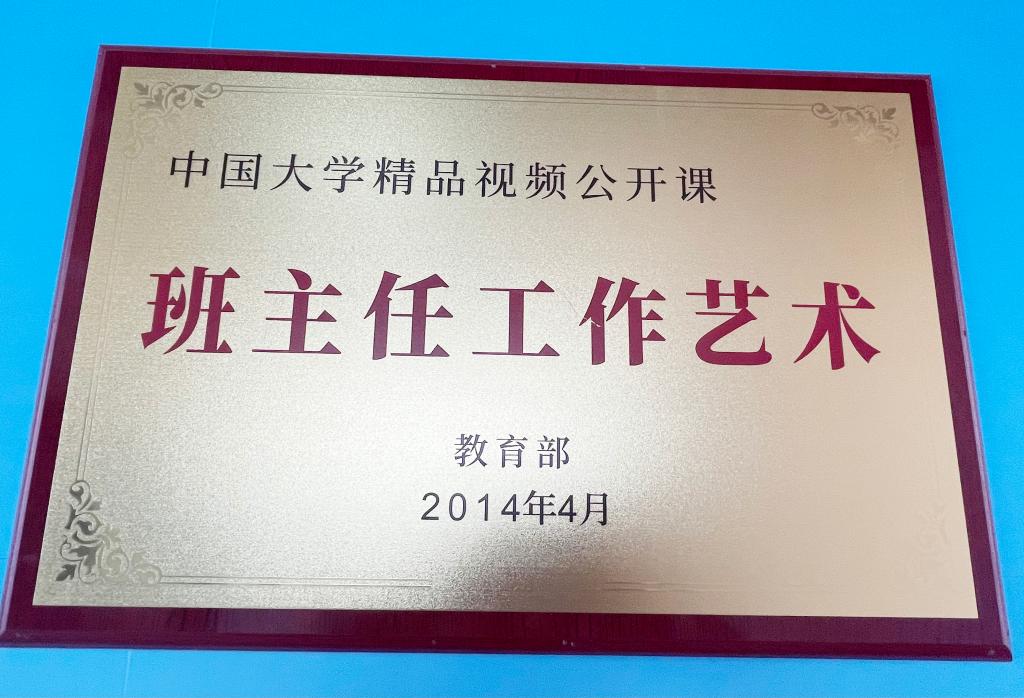 中国大学精品视频公开课
班主任工作艺术
教育部
2014年4月